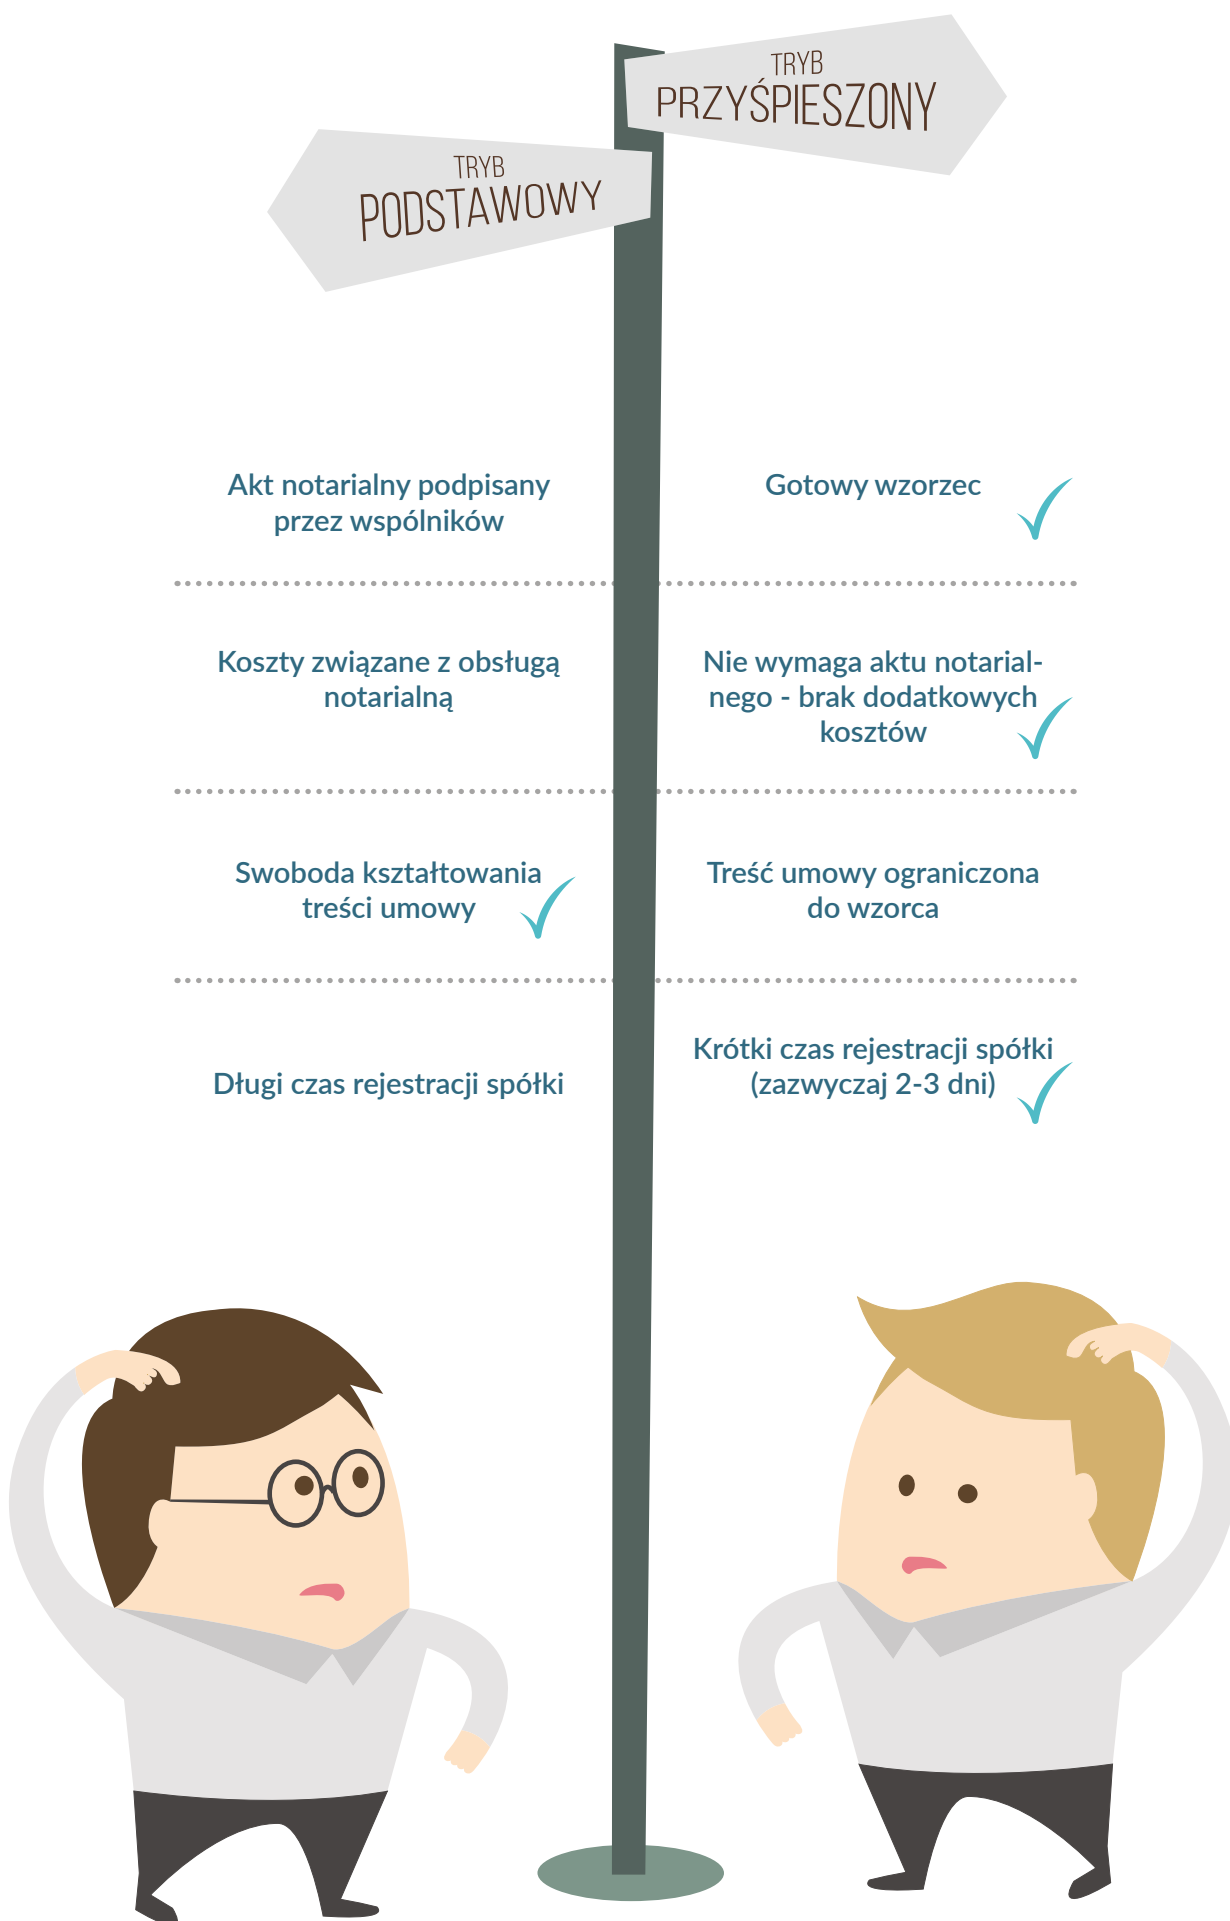 TRYB
PRZYŚPIESZONY
TRYB
PODSTAWOWY
Akt notarialny podpisany
przez wspólników
Gotowy wzorzec
Koszty związane z obsługą
notarialną
Nie wymaga aktu notarial-
nego - brak dodatkowych
kosztów
Swoboda kształtowania
treści umowy
Treść umowy ograniczona
do wzorca
Długi czas rejestracji spółki
Krótki czas rejestracji spółki
(zazwyczaj 2-3 dni)